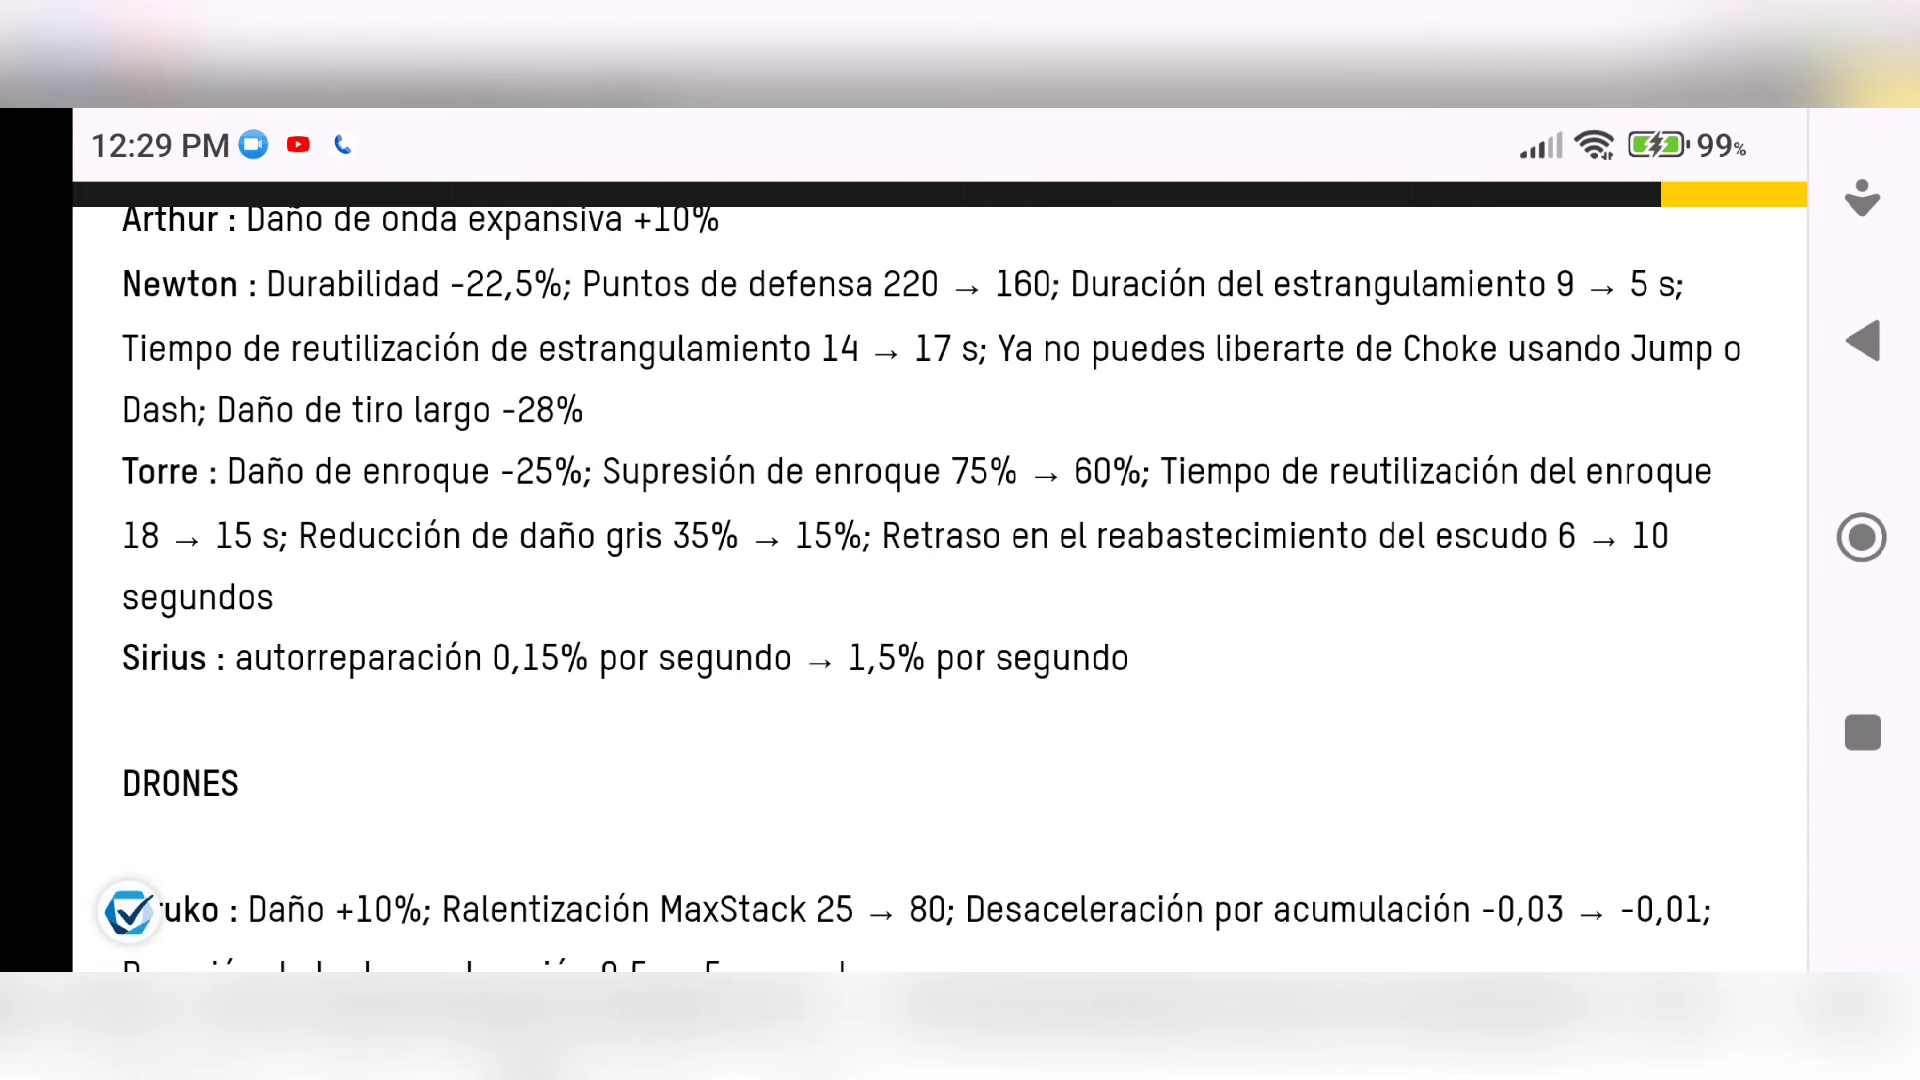 12:29 PM
99%
Arthur : Daño de onda expansiva +10%
Newton : Durabilidad -22,5%; Puntos de defensa 220 → 160; Duración del estrangulamiento 9 → 5 s;
Tiempo de reutilización de estrangulamiento 14 → 17 s; Ya no puedes liberarte de Choke usando Jump o
Dash; Daño de tiro largo -28%
Torre : Daño de enroque -25%; Supresión de enroque 75% → 60%; Tiempo de reutilización del enroque
18 → 15 s; Reducción de daño gris 35% → 15%; Retraso en el reabastecimiento del escudo 6 → 10
segundos
Sirius : autorreparación 0,15% por segundo → 1,5% por segundo
DRONES
: Daño +10%; Ralentización MaxStack 25 → 80; Desaceleración por acumulación -0,03 → -0,01;